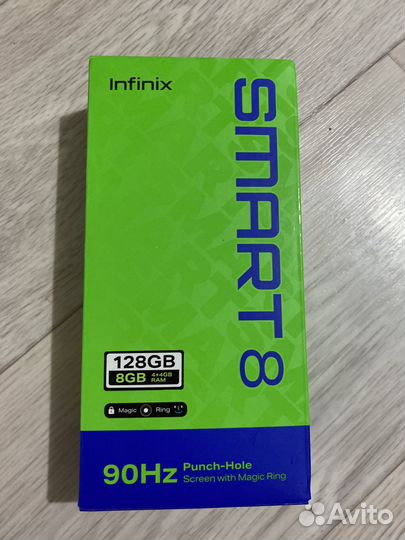 Infinix
SMART 8
128GB
8GB 4+4GB RAM
Magic Ring
90Hz Punch-Hole
Screen with Magic Ring
Avito